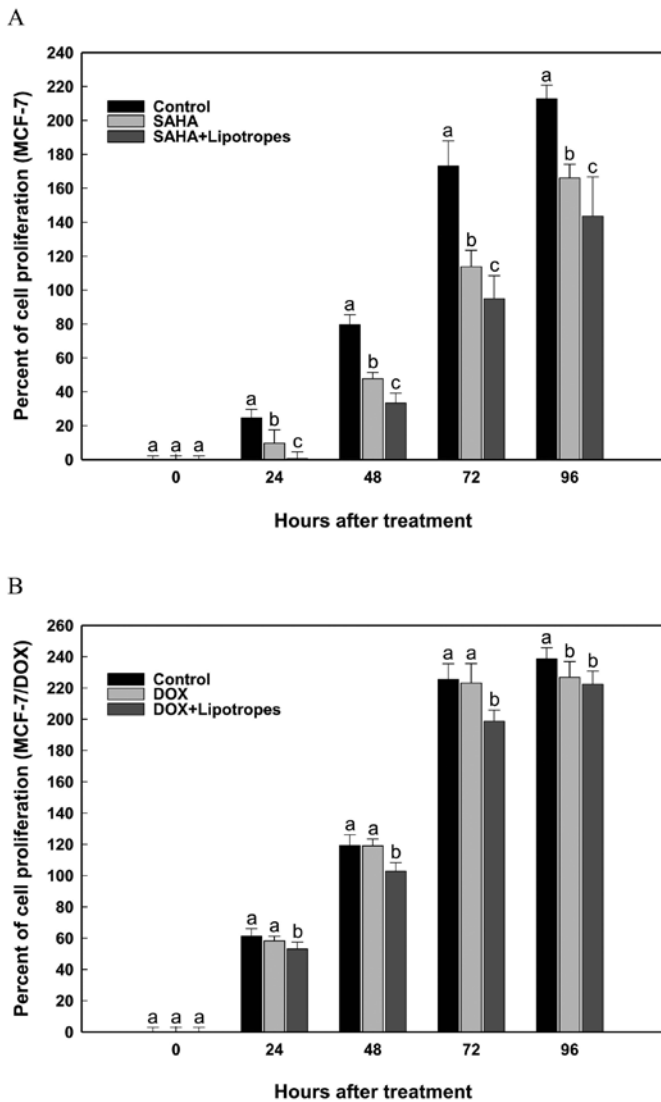 A
Percent of cell proliferation (MCF-7)
240
220
200
180
160
140
120
100
80
60
40
20
0
Control
SAHA
SAHA+Lipotropes
a a a
a b c
a b c
a b c
a b c
0 24 48 72 96
Hours after treatment
B
Percent of cell proliferation (MCF-7/DOX)
260
240
220
200
180
160
140
120
100
80
60
40
20
0
Control
DOX
DOX+Lipotropes
a a a
a a b
a a b
a a b
a b b
0 24 48 72 96
Hours after treatment